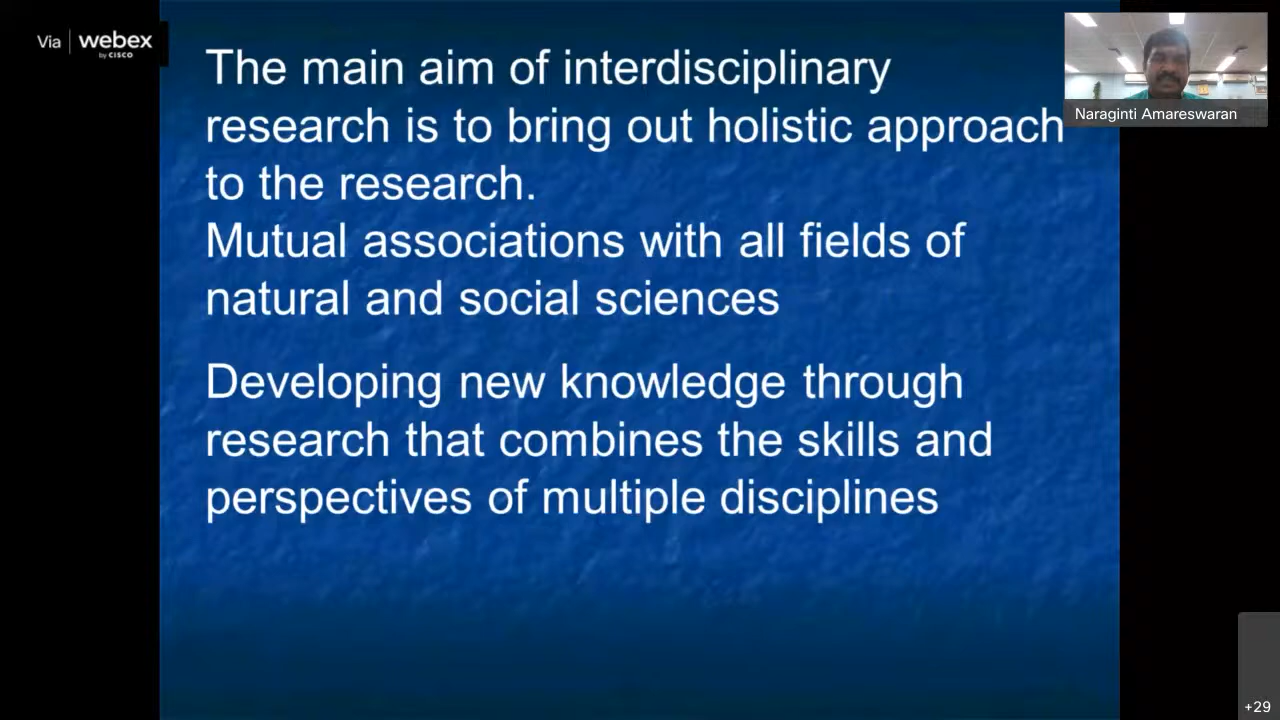 Via | webex
by CISCO
The main aim of interdisciplinary
research is to bring out holistic approach
to the research.
Mutual associations with all fields of
natural and social sciences
Developing new knowledge through
research that combines the skills and
perspectives of multiple disciplines
Naraginti Amareswaran
+29